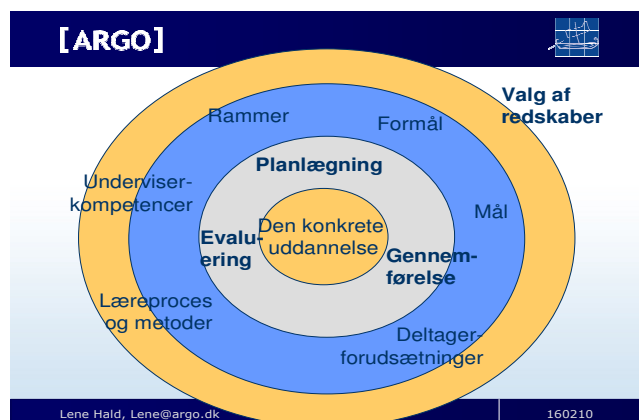 [ARGO]
Valg af
redskaber
Rammer
Formål
Planlægning
Underviser-
kompetencer
Mål
Den konkrete
uddannelse
Evalu-
ering
Gennem-
førelse
Læreproces
og metoder
Deltager-
forudsætninger
Lene Hald, Lene@argo.dk
160210